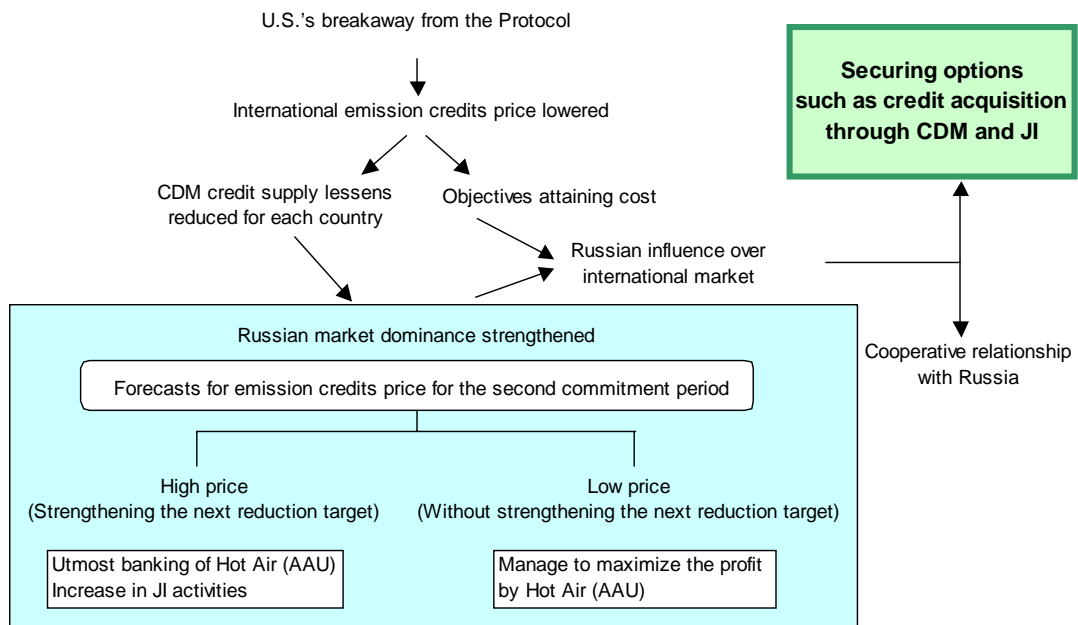 U.S.'s breakaway from the Protocol
International emission credits price lowered
Securing options
such as credit acquisition
through CDM and JI
CDM credit supply lessens
reduced for each country
Objectives attaining cost
Russian influence over
international market
Cooperative relationship
with Russia
Russian market dominance strengthened
Forecasts for emission credits price for the second commitment period
High price
(Strengthening the next reduction target)
Low price
(Without strengthening the next reduction target)
Utmost banking of Hot Air (AAU)
Increase in JI activities
Manage to maximize the profit
by Hot Air (AAU)